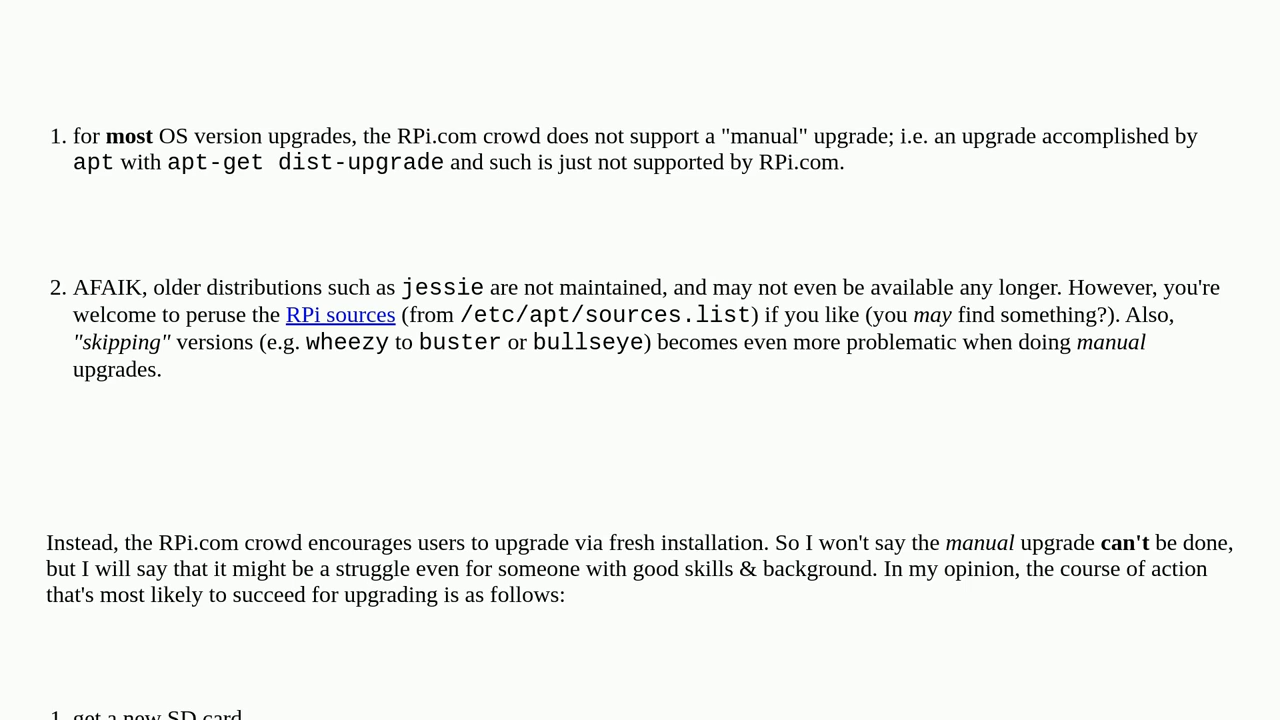 1. for most OS version upgrades, the RPi.com crowd does not support a "manual" upgrade; i.e. an upgrade accomplished by
apt with apt-get dist-upgrade and such is just not supported by RPi.com.
2. AFAIK, older distributions such as jessie are not maintained, and may not even be available any longer. However, you're
welcome to peruse the RPi sources (from /etc/apt/sources.list) if you like (you may find something?). Also,
"skipping" versions (e.g. wheezy to buster or bullseye) becomes even more problematic when doing manual
upgrades.
Instead, the RPi.com crowd encourages users to upgrade via fresh installation. So I won't say the manual upgrade can't be done,
but I will say that it might be a struggle even for someone with good skills & background. In my opinion, the course of action
that's most likely to succeed for upgrading is as follows:
1. get a new SD card